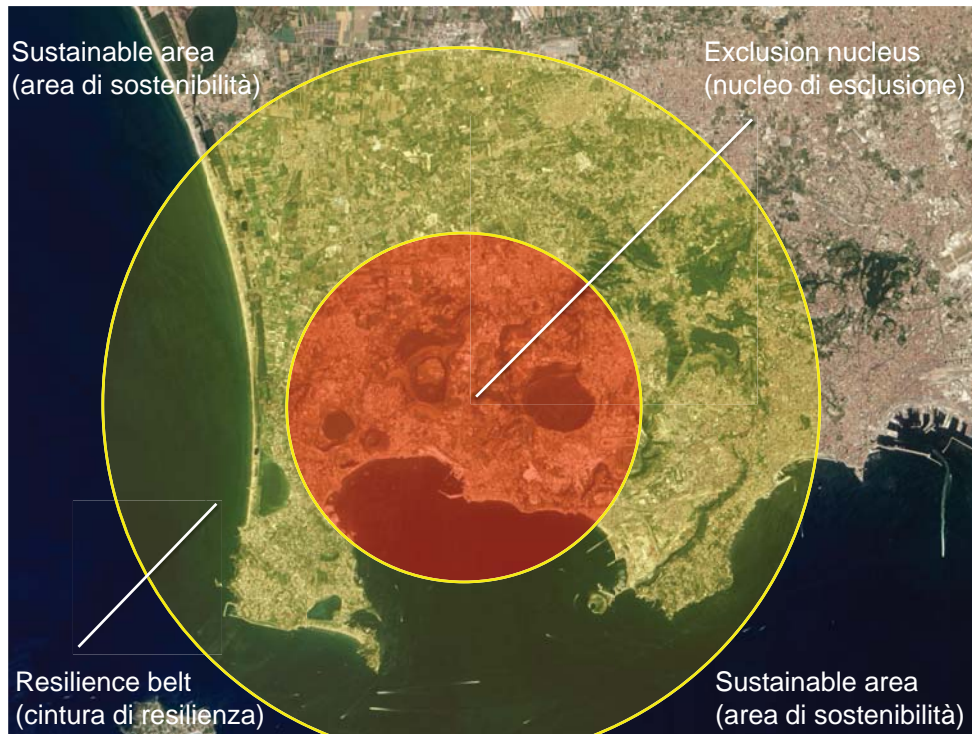 Sustainable area
(area di sostenibilità)
Exclusion nucleus
(nucleo di esclusione)
Resilience belt
(cintura di resilienza)
Sustainable area
(area di sostenibilità)